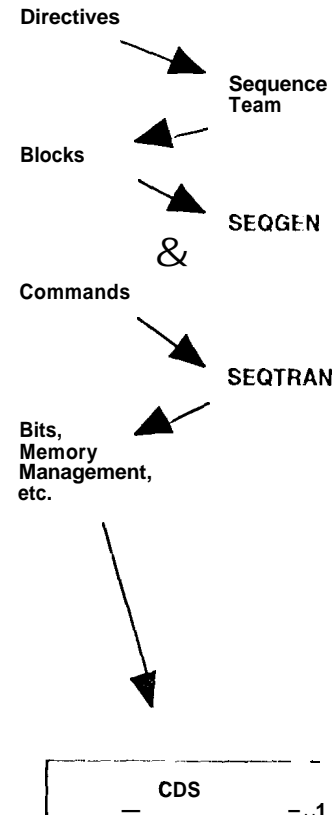 Directives
Sequence
Team
Blocks
SEQGEN
&
Commands
SEQTRAN
Bits,
Memory
Management,
etc.
CDS